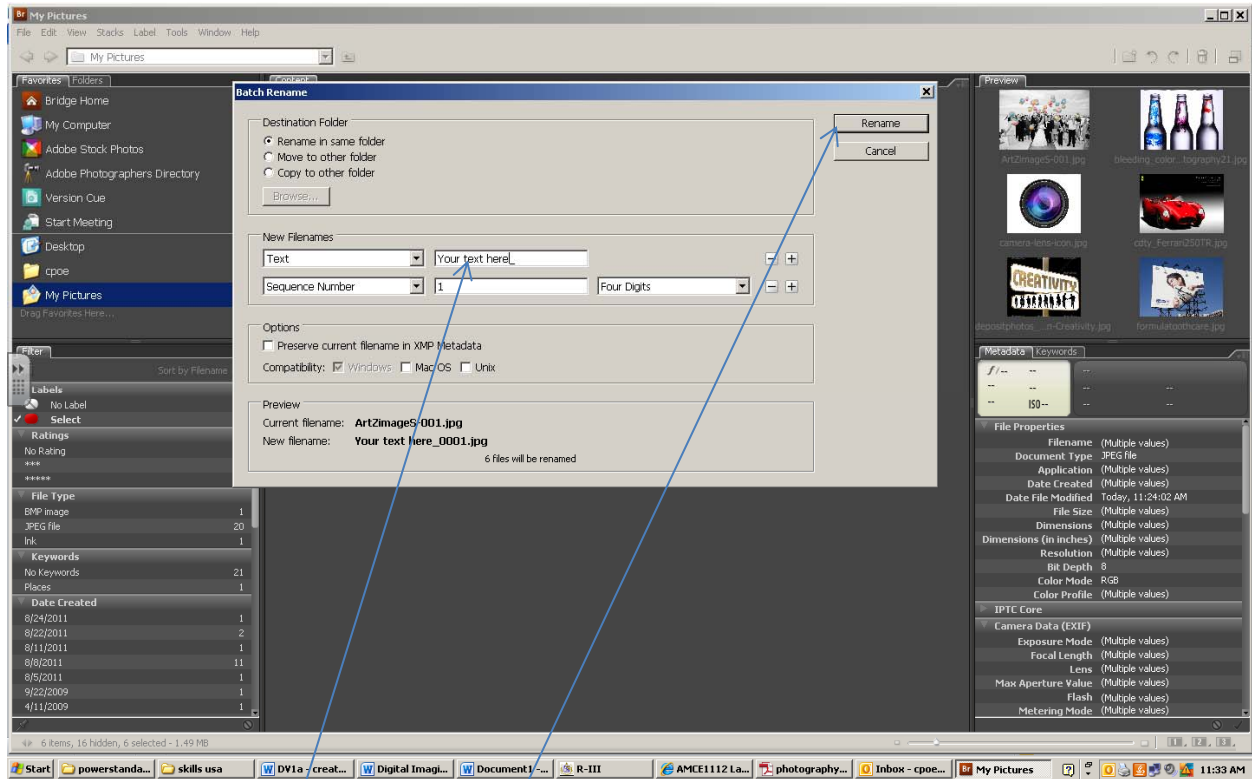 Br My Pictures
File Edit View Stacks Label Tools Window Help
My Pictures
Favorites Folders
Bridge Home
My Computer
Adobe Stock Photos
Adobe Photographers Directory
Version Cue
Start Meeting
Desktop
cpoe
My Pictures
Drag Favorites Here...
Filter
Sort by Filename
Labels
No Label
Select
Ratings
No Rating
***
*****
File Type
BMP image 1
JPEG file 20
lnk 1
Keywords
No Keywords 21
Places 1
Date Created
8/24/2011 1
8/22/2011 2
8/11/2011 1
8/8/2011 11
8/5/2011 1
9/22/2009 1
4/11/2009 1
Content
Batch Rename
Destination Folder
Rename in same folder
Move to other folder
Copy to other folder
Browse...
Rename
Cancel
New Filenames
Text Your text here_
Sequence Number 1 Four Digits
Options
Preserve current filename in XMP Metadata
Compatibility: Windows Mac OS Unix
Preview
Current filename: ArtZimageS-001.jpg
New filename: Your text here_0001.jpg
6 files will be renamed
Preview
ArtZimageS-001.jpg bleeding_color...tography21.jpg
camera-lens-icon.jpg cdty_Ferrari250TR.jpg
CREATIVITY
depositphotos_...n-Creativity.jpg formulatoothcare.jpg
Metadata Keywords
f/-- -- --
-- -- -- --
-- ISO-- -- --
File Properties
Filename (Multiple values)
Document Type JPEG file
Application (Multiple values)
Date Created (Multiple values)
Date File Modified Today, 11:24:02 AM
File Size (Multiple values)
Dimensions (Multiple values)
Dimensions (in inches) (Multiple values)
Resolution (Multiple values)
Bit Depth 8
Color Mode RGB
Color Profile (Multiple values)
IPTC Core
Camera Data (EXIF)
Exposure Mode (Multiple values)
Focal Length (Multiple values)
Lens (Multiple values)
Max Aperture Value (Multiple values)
Flash (Multiple values)
Metering Mode (Multiple values)
6 items, 16 hidden, 6 selected - 1.49 MB
1 2 3
Start powerstanda... skills usa DV1a - creat... Digital Imagi... Document1 -... R-III AMCE1112 La... photography... Inbox - cpoe... My Pictures 11:33 AM